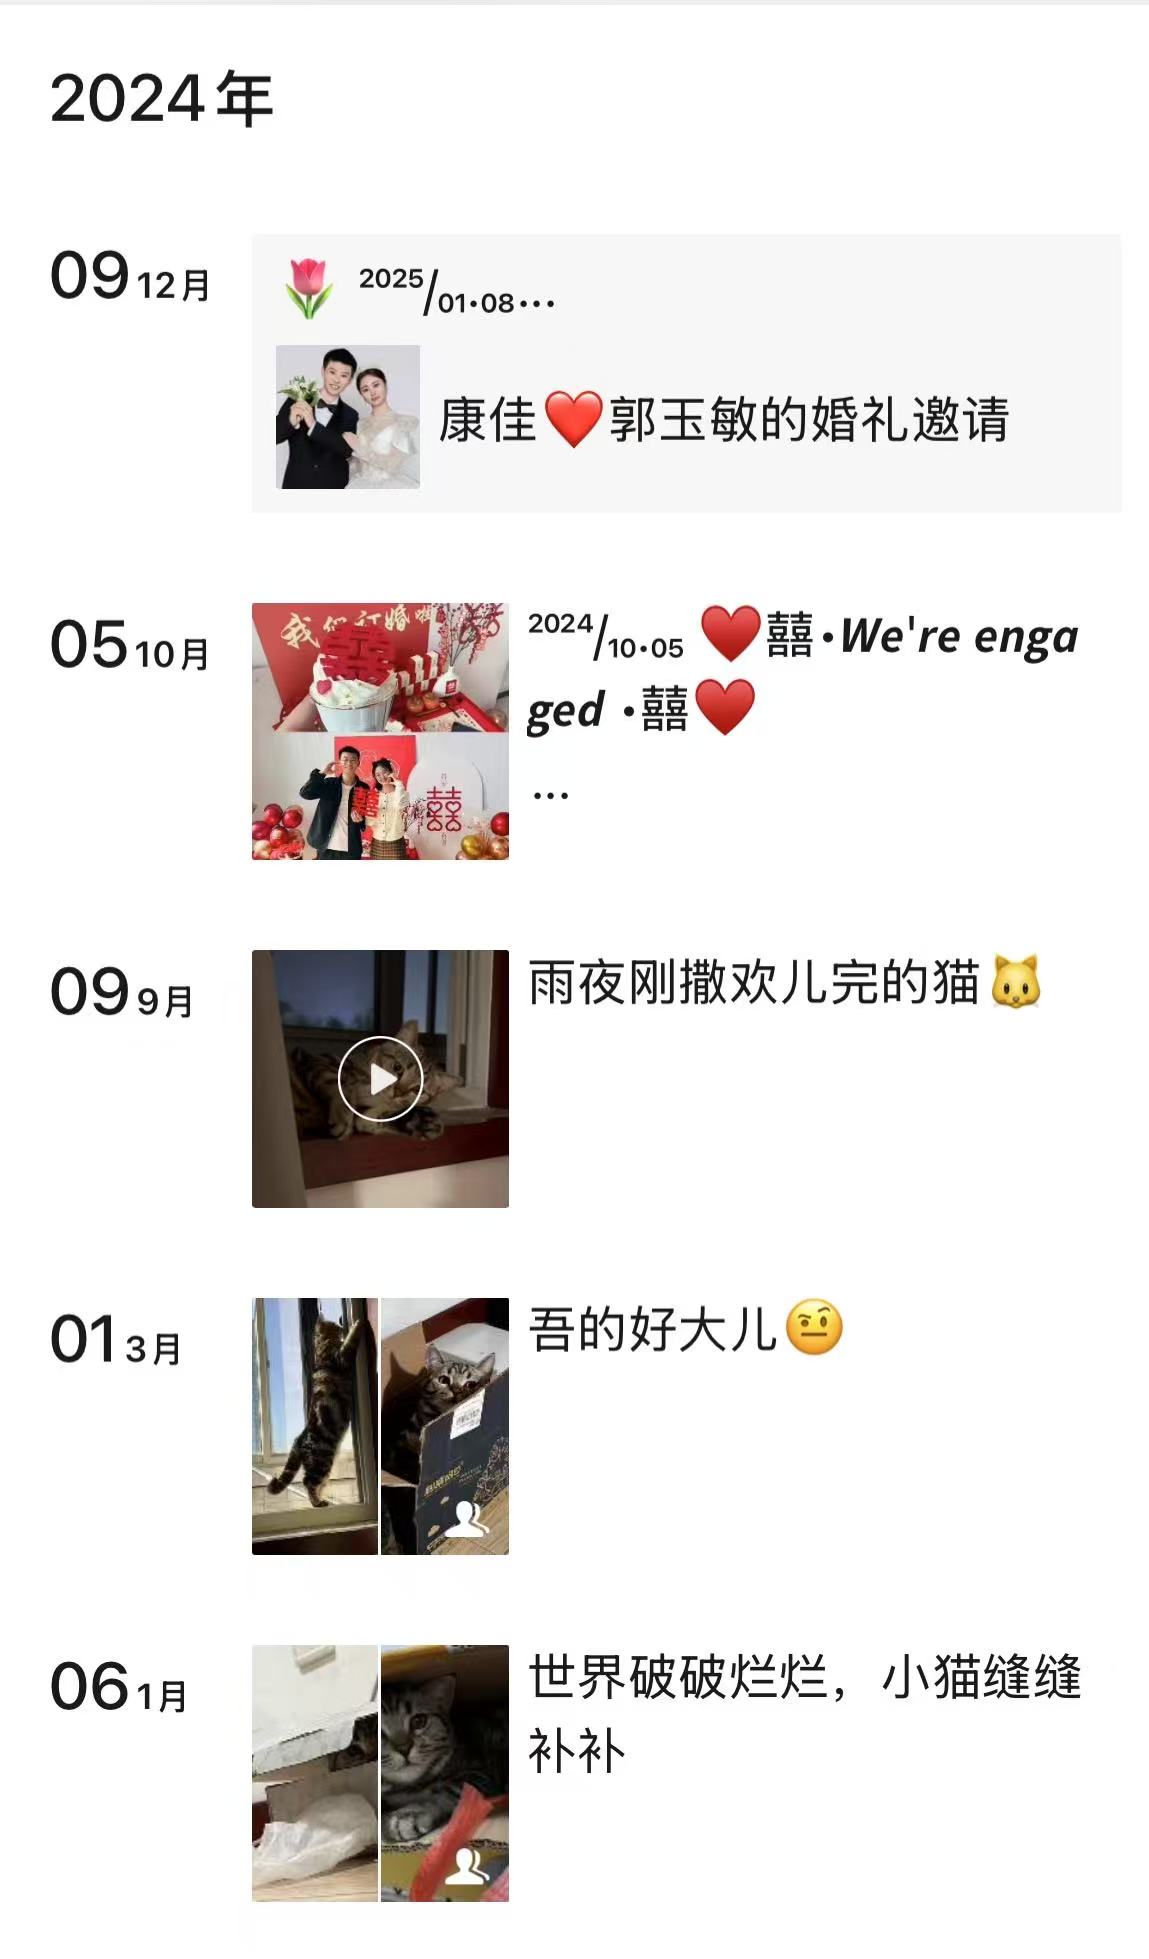 2024年
09 12月
🌷 2025/01•08...
康佳❤️郭玉敏的婚礼邀请
05 10月
我们订婚啦
囍
2024/10•05 ❤️囍•We're enga
ged •囍❤️
...
09 9月
雨夜刚撒欢儿完的猫🐱
01 3月
吾的好大儿🤨
06 1月
世界破破烂烂，小猫缝缝
补补